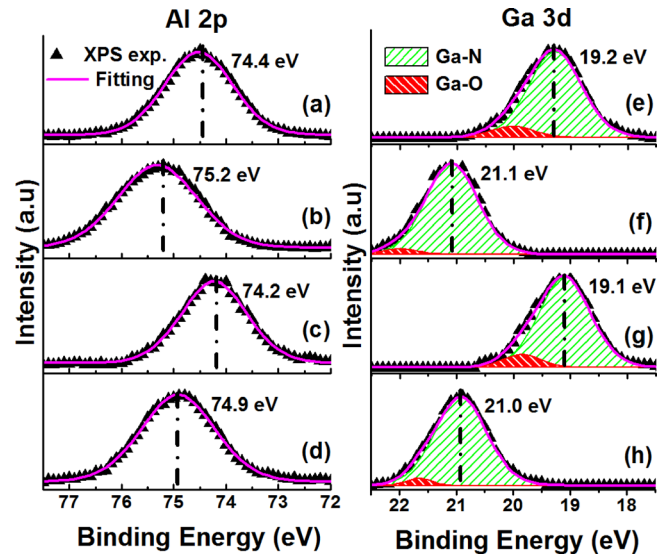 Al 2p
Ga 3d
XPS exp.
Fitting
74.4 eV
(a)
75.2 eV
(b)
74.2 eV
(c)
74.9 eV
(d)
77 76 75 74 73 72
Binding Energy (eV)
Intensity (a.u)
Ga-N
Ga-O
19.2 eV
(e)
21.1 eV
(f)
19.1 eV
(g)
21.0 eV
(h)
22 21 20 19 18
Binding Energy (eV)
Intensity (a.u)